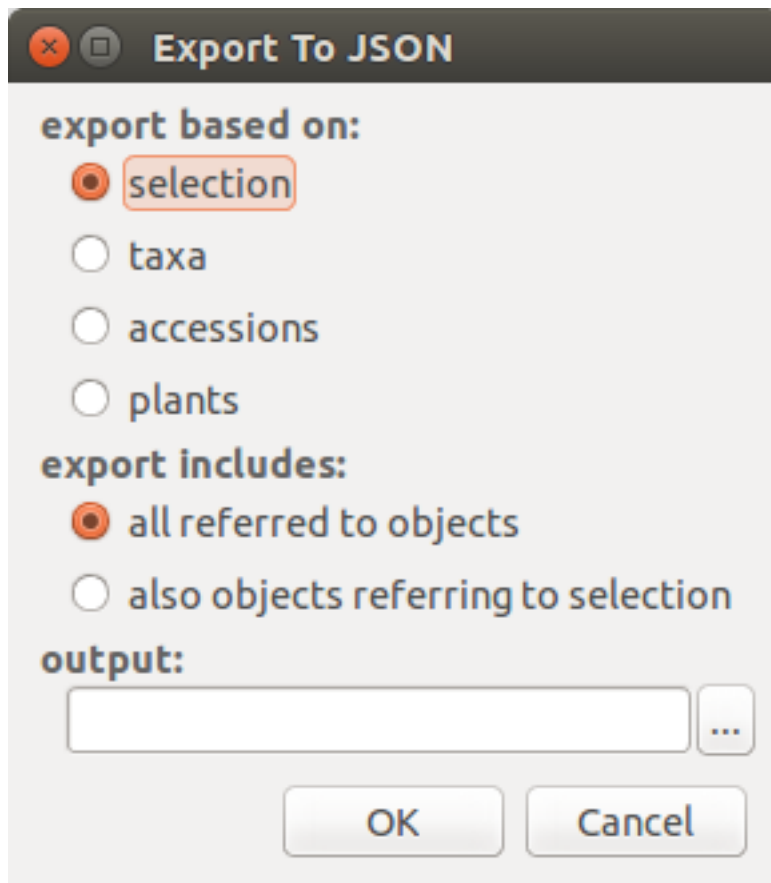 Export To JSON
export based on:
selection
taxa
accessions
plants
export includes:
all referred to objects
also objects referring to selection
output:
...
OK Cancel